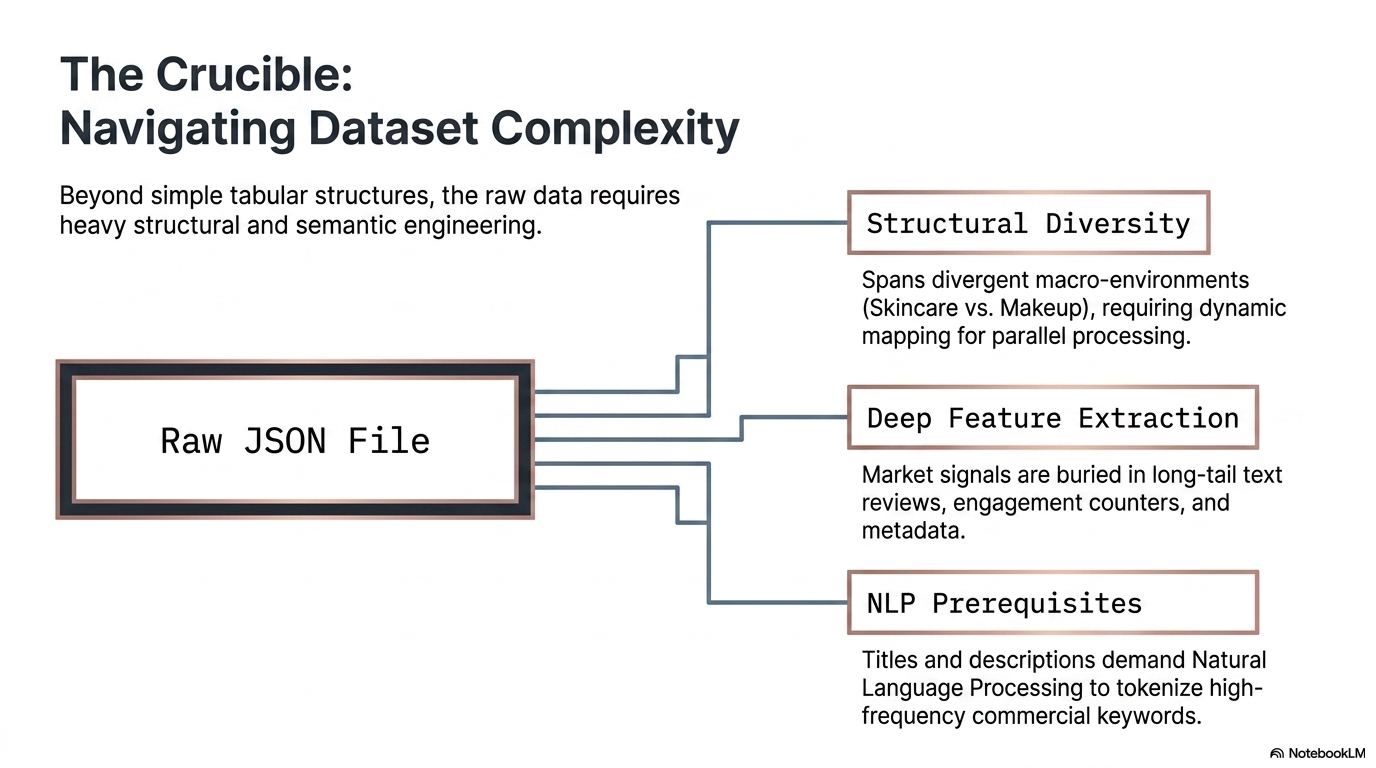 The Crucible:
Navigating Dataset Complexity
Beyond simple tabular structures, the raw data requires
heavy structural and semantic engineering.
Raw JSON File
Structural Diversity
Spans divergent macro-environments
(Skincare vs. Makeup), requiring dynamic
mapping for parallel processing.
Deep Feature Extraction
Market signals are buried in long-tail text
reviews, engagement counters, and
metadata.
NLP Prerequisites
Titles and descriptions demand Natural
Language Processing to tokenize high-
frequency commercial keywords.
NotebookLM